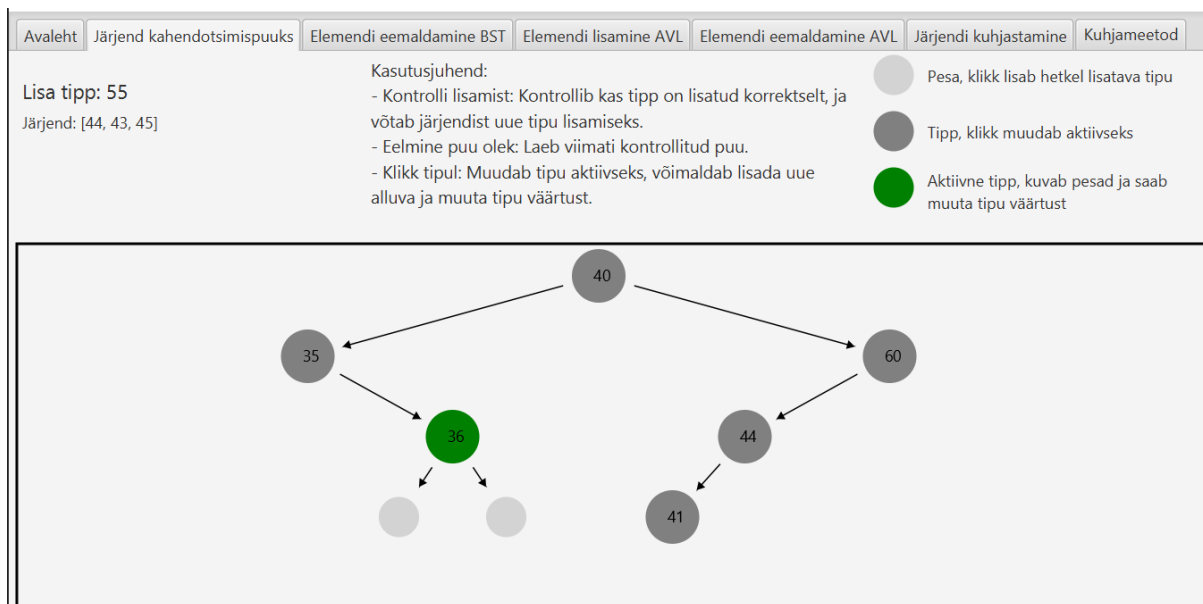 Avaleht Järjend kahendotsimispuuks Elemendi eemaldamine BST Elemendi lisamine AVL Elemendi eemaldamine AVL Järjendi kuhjastamine Kuhjameetod
Lisa tipp: 55
Järjend: [44, 43, 45]
Kasutusjuhend:
- Kontrolli lisamist: Kontrollib kas tipp on lisatud korrektselt, ja
võtab järjendist uue tipu lisamiseks.
- Eelmine puu olek: Laeb viimati kontrollitud puu.
- Klikk tipul: Muudab tipu aktiivseks, võimaldab lisada uue
alluva ja muuta tipu väärtust.
Pesa, klikk lisab hetkel lisatava tipu
Tipp, klikk muudab aktiivseks
Aktiivne tipp, kuvab pesad ja saab
muuta tipu väärtust
40
35 60
36 44
41